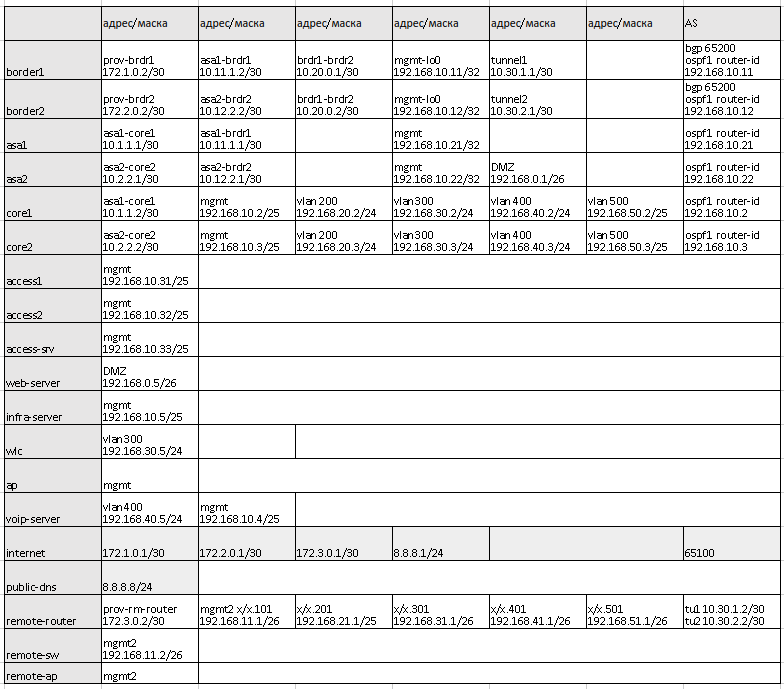 адрес/маска адрес/маска адрес/маска адрес/маска адрес/маска адрес/маска AS
border1 prov-brdr1 172.1.0.2/30 asa1-brdr1 10.11.1.2/30 brdr1-brdr2 10.20.0.1/30 mgmt-lo0 192.168.10.11/32 tunnel1 10.30.1.1/30 bgp 65200 ospf1 router-id 192.168.10.11
border2 prov-brdr2 172.2.0.2/30 asa2-brdr2 10.12.2.2/30 brdr1-brdr2 10.20.0.2/30 mgmt-lo0 192.168.10.12/32 tunnel2 10.30.2.1/30 bgp 65200 ospf1 router-id 192.168.10.12
asa1 asa1-core1 10.1.1.1/30 asa1-brdr1 10.11.1.1/30 mgmt 192.168.10.21/32 ospf1 router-id 192.168.10.21
asa2 asa2-core2 10.2.2.1/30 asa2-brdr2 10.12.2.1/30 mgmt 192.168.10.22/32 DMZ 192.168.0.1/26 ospf1 router-id 192.168.10.22
core1 asa1-core1 10.1.1.2/30 mgmt 192.168.10.2/25 vlan 200 192.168.20.2/24 vlan 300 192.168.30.2/24 vlan 400 192.168.40.2/24 vlan 500 192.168.50.2/25 ospf1 router-id 192.168.10.2
core2 asa2-core2 10.2.2.2/30 mgmt 192.168.10.3/25 vlan 200 192.168.20.3/24 vlan 300 192.168.30.3/24 vlan 400 192.168.40.3/24 vlan 500 192.168.50.3/25 ospf1 router-id 192.168.10.3
access1 mgmt 192.168.10.31/25
access2 mgmt 192.168.10.32/25
access-srv mgmt 192.168.10.33/25
web-server DMZ 192.168.0.5/26
infra-server mgmt 192.168.10.5/25
wlc vlan 300 192.168.30.5/24
ap mgmt
voip-server vlan 400 192.168.40.5/24 mgmt 192.168.10.4/25
internet 172.1.0.1/30 172.2.0.1/30 172.3.0.1/30 8.8.8.1/24 65100
public-dns 8.8.8.8/24
remote-router prov-rm-router 172.3.0.2/30 mgmt2 x/x.101 192.168.11.1/26 x/x.201 192.168.21.1/25 x/x.301 192.168.31.1/26 x/x.401 192.168.41.1/26 x/x.501 192.168.51.1/26 tu1 10.30.1.2/30 tu2 10.30.2.2/30
remote-sw mgmt2 192.168.11.2/26
remote-ap mgmt2